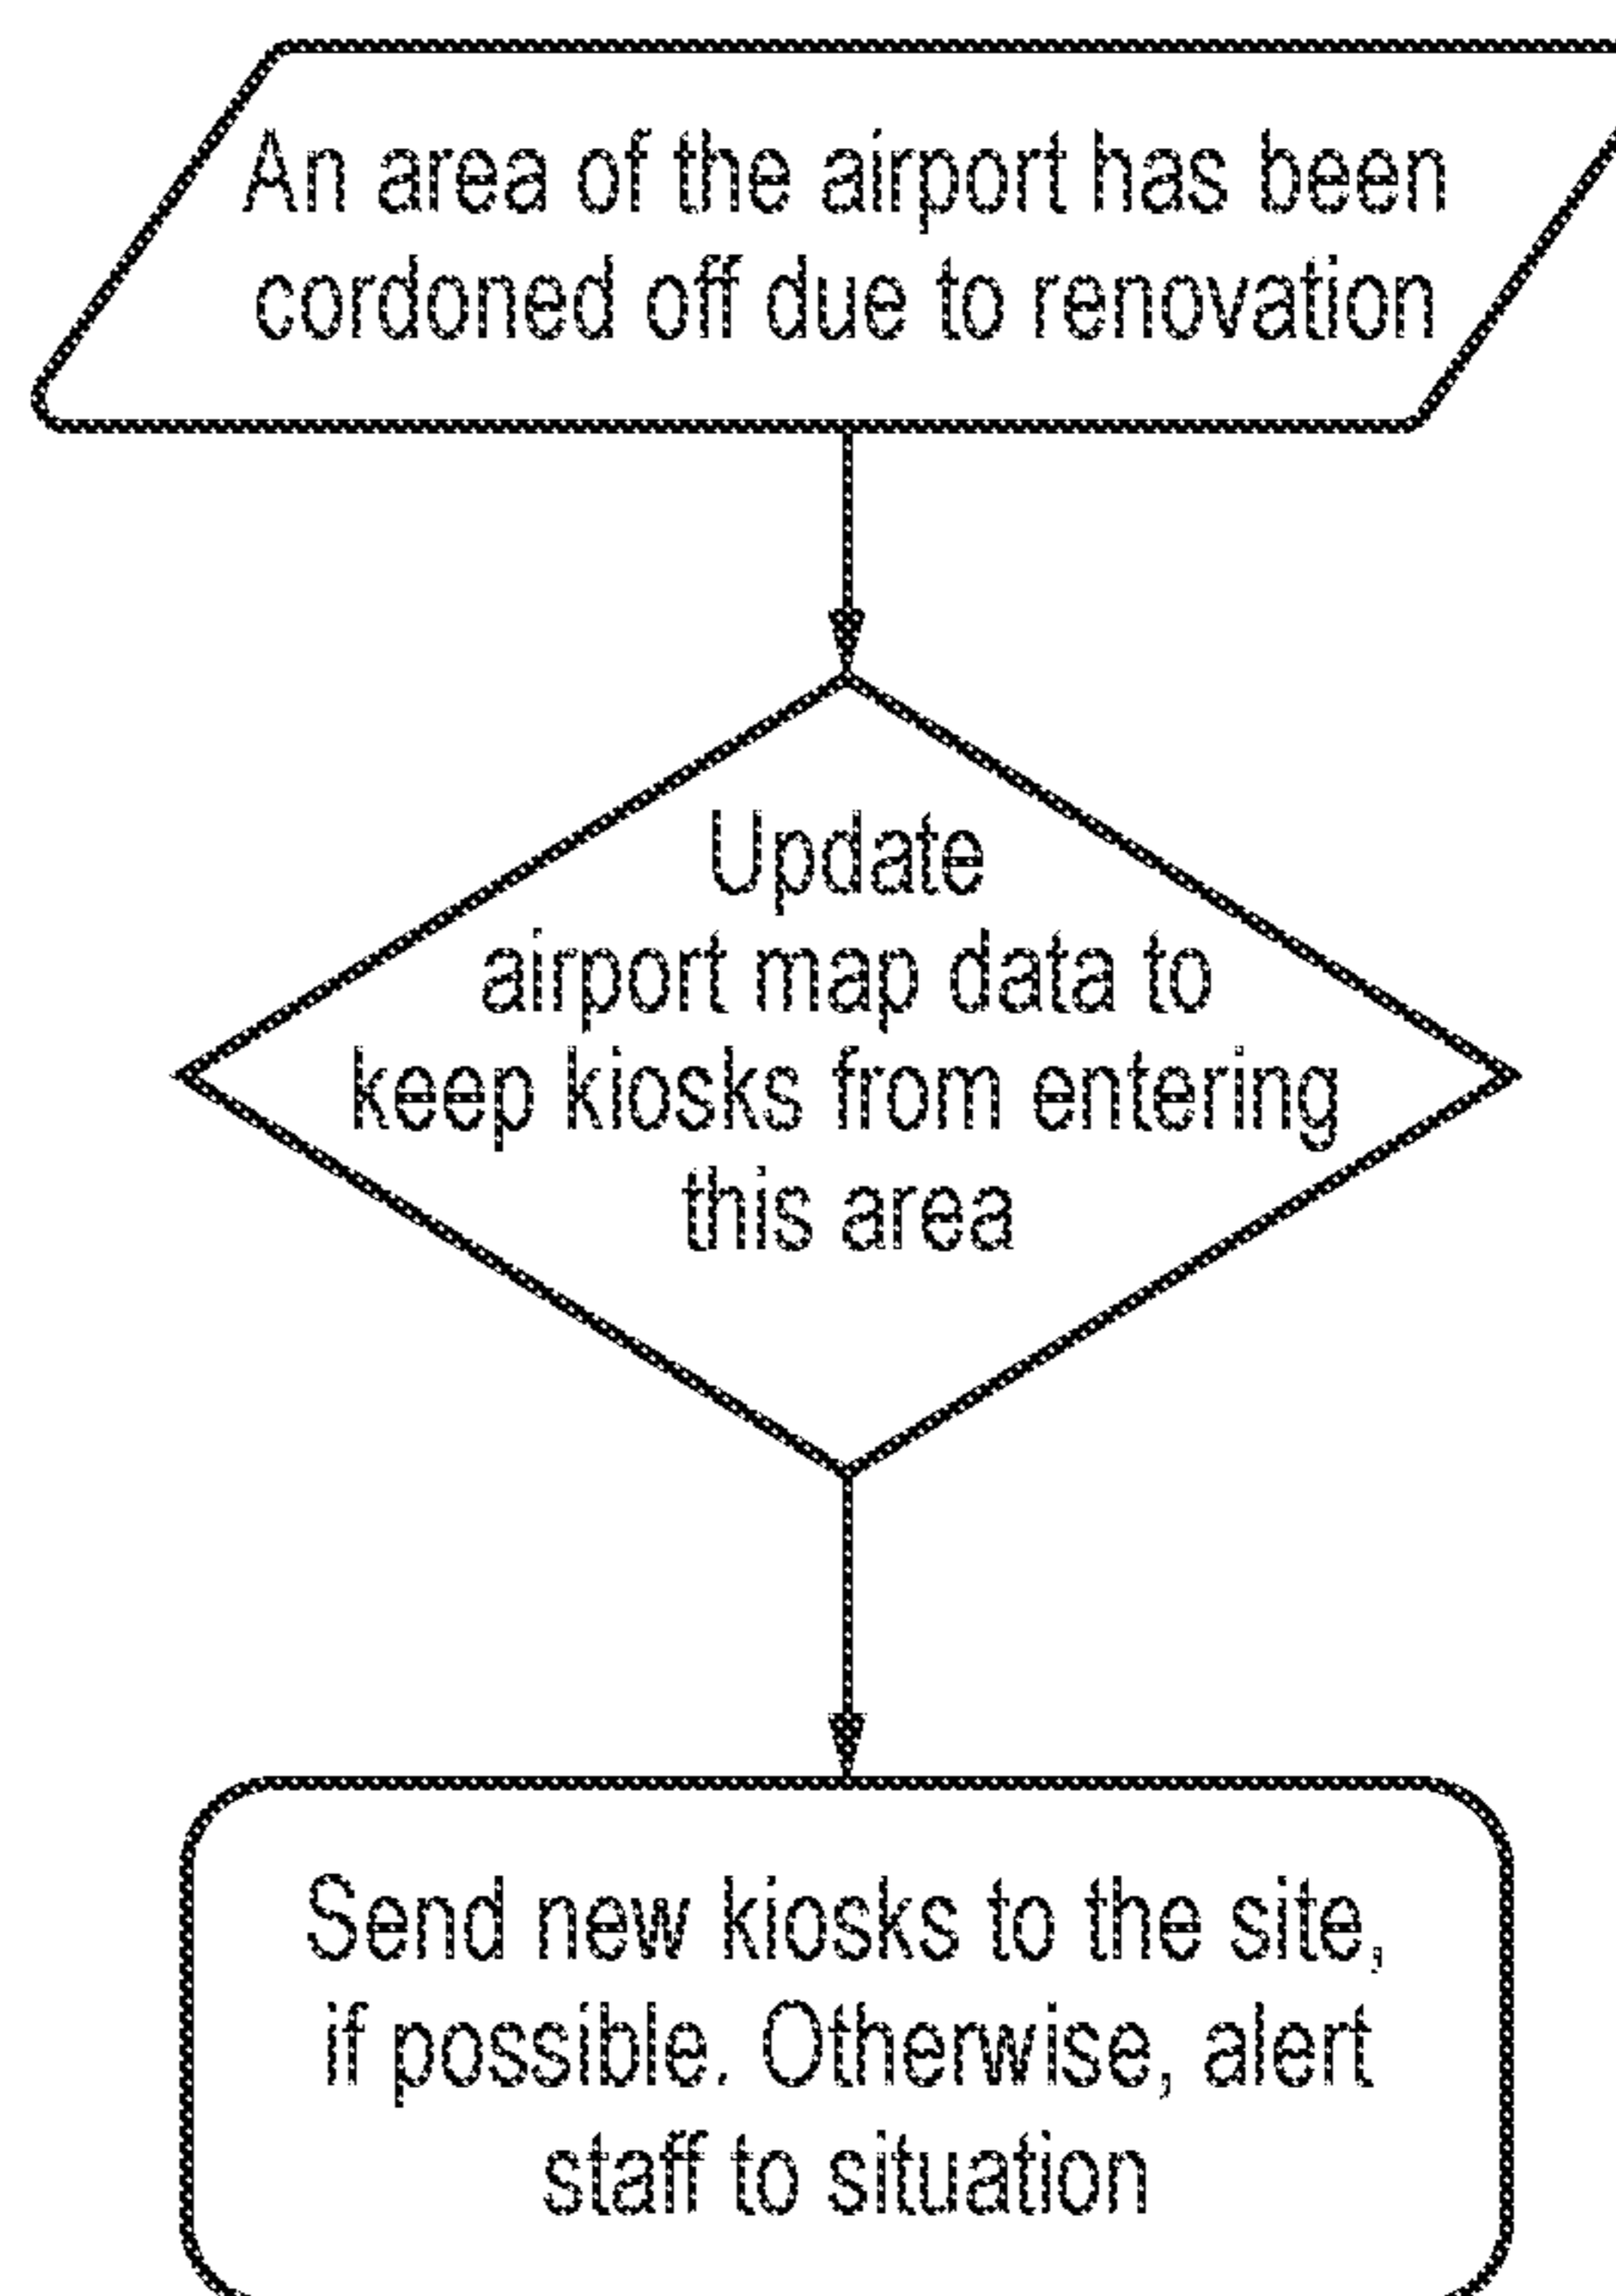 An area of the airport has been
cordoned off due to renovation
Update
airport map data to
keep kiosks from entering
this area
Send new kiosks to the site,
if possible. Otherwise, alert
staff to situation